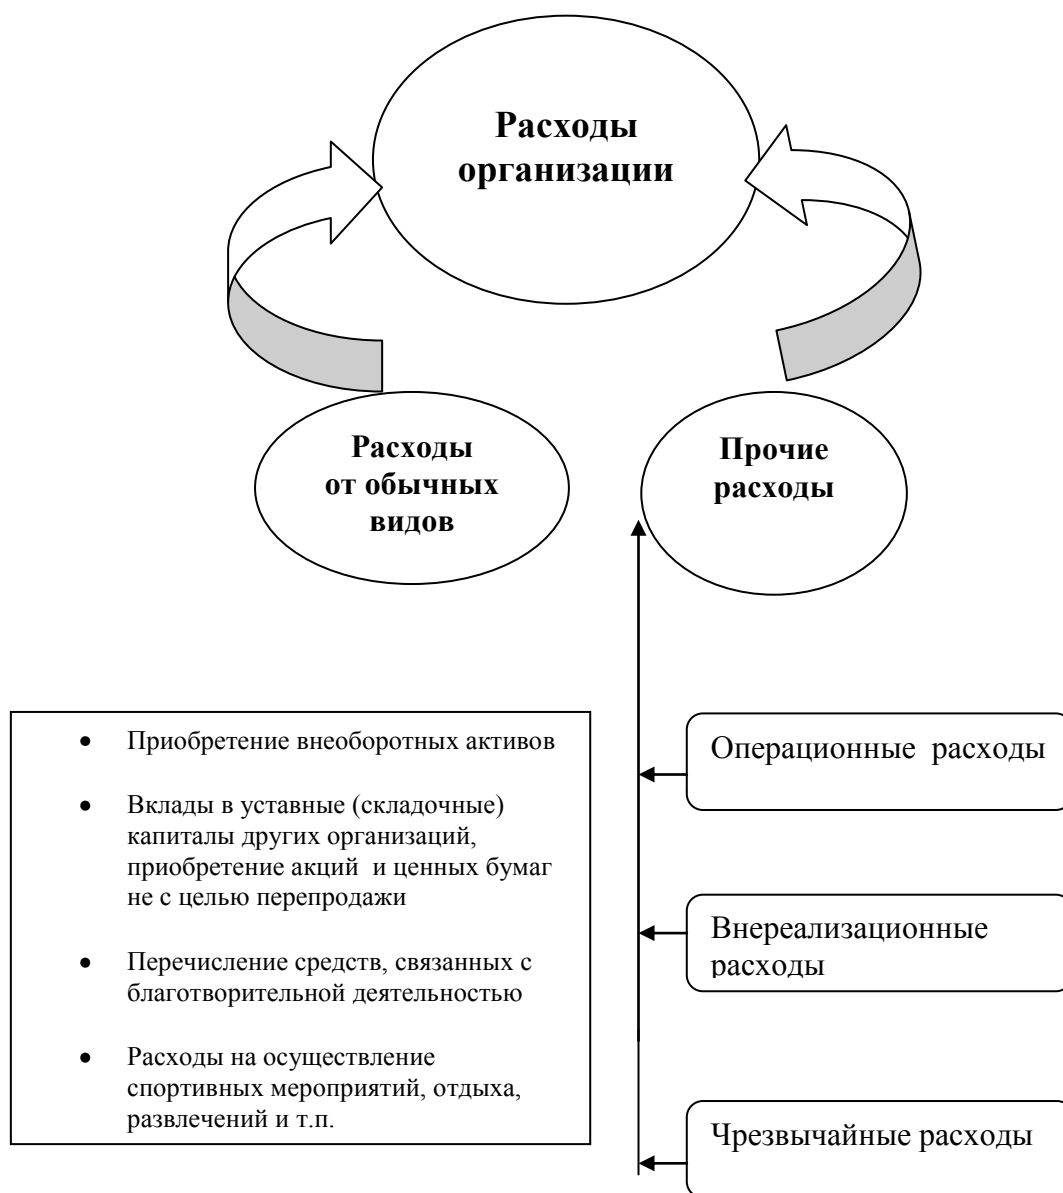 Расходы
организации
Расходы
от обычных
видов
Прочие
расходы
• Приобретение внеоборотных активов
• Вклады в уставные (складочные)
капиталы других организаций,
приобретение акций и ценных бумаг
не с целью перепродажи
• Перечисление средств, связанных с
благотворительной деятельностью
• Расходы на осуществление
спортивных мероприятий, отдыха,
развлечений и т.п.
Операционные расходы
Внереализационные
расходы
Чрезвычайные расходы